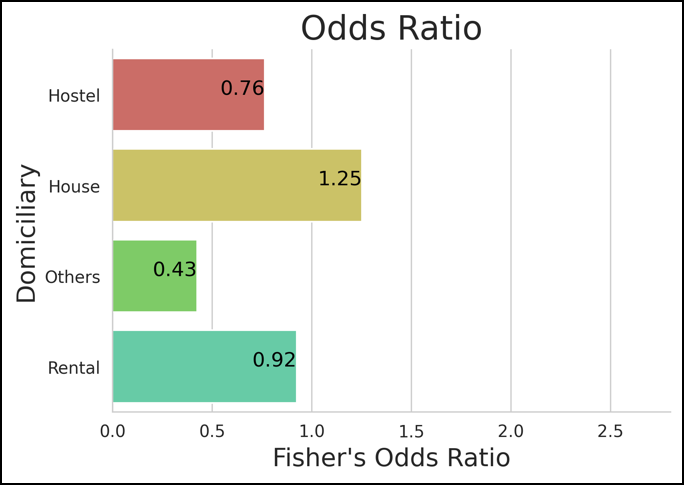 Odds Ratio
Domiciliary
Hostel
0.76
House
1.25
Others
0.43
Rental
0.92
0.0 0.5 1.0 1.5 2.0 2.5
Fisher's Odds Ratio